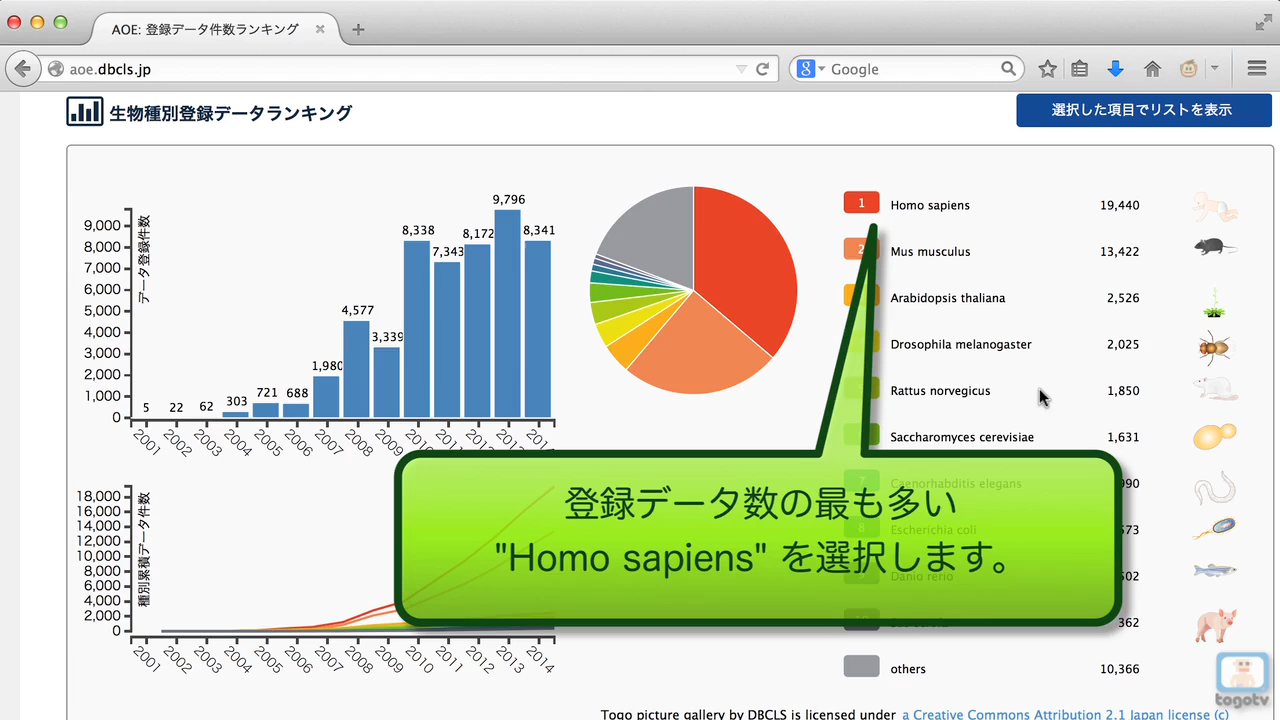 AOE: 登録データ件数ランキング
aoe.dbcls.jp
Google
生物種別登録データランキング
選択した項目でリストを表示
データ登録件数
9,000
8,000
7,000
6,000
5,000
4,000
3,000
2,000
1,000
0
5
22
62
303
721
688
1,980
4,577
3,339
8,338
7,343
8,172
9,796
8,341
2001
2002
2003
2004
2005
2006
2007
2008
2009
2010
2011
種別累積データ件数
18,000
16,000
14,000
12,000
10,000
8,000
6,000
4,000
2,000
0
2001
2002
2003
2004
2005
2006
2007
2008
2009
2010
2011
2012
2013
2014
1 Homo sapiens 19,440
2 Mus musculus 13,422
Arabidopsis thaliana 2,526
Drosophila melanogaster 2,025
Rattus norvegicus 1,850
Saccharomyces cerevisiae 1,631
7 Caenorhabditis elegans 990
8 Escherichia coli 573
Danio rerio
362
others 10,366
登録データ数の最も多い
"Homo sapiens" を選択します。
Togo picture gallery by DBCLS is licensed under a Creative Commons Attribution 2.1 Japan license (c)
togotv